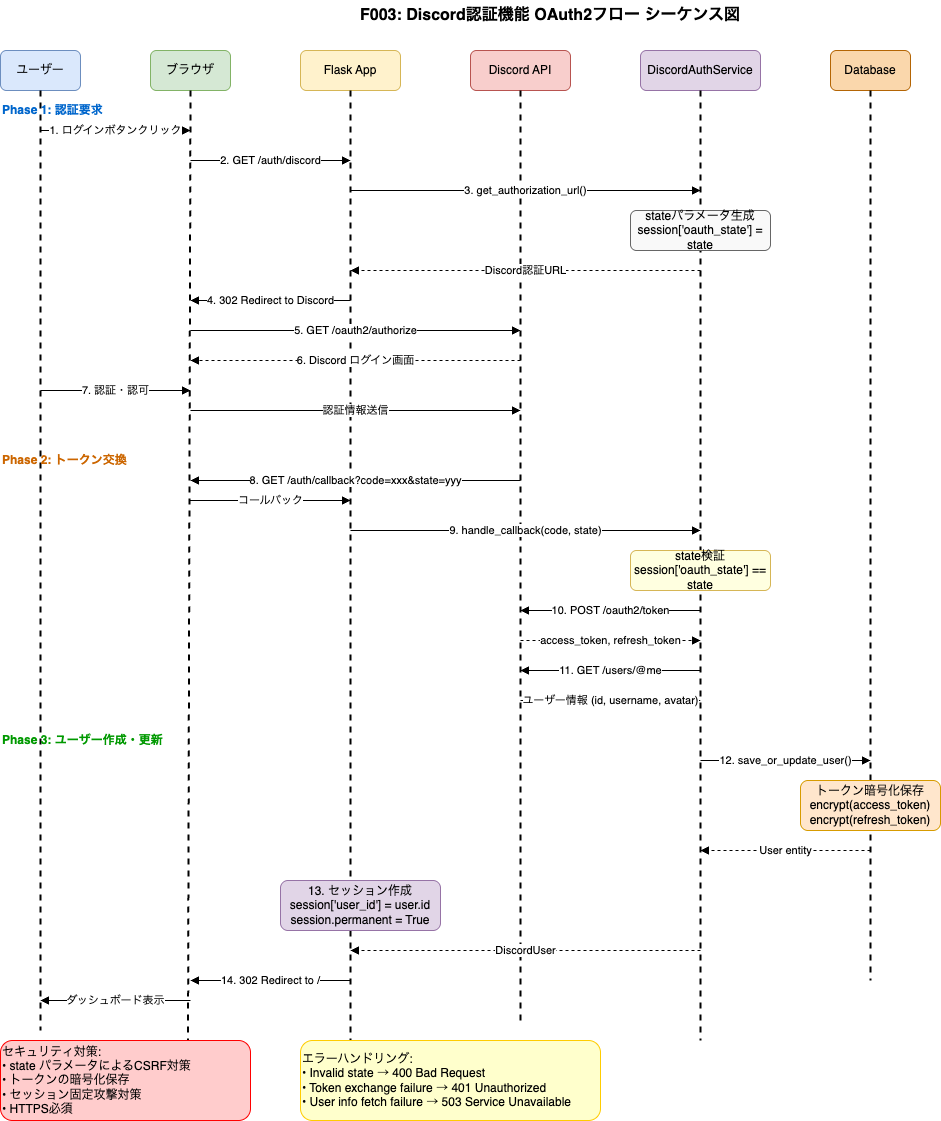 F003: Discord認証機能 OAuth2フロー シーケンス図
ユーザー
ブラウザ
Flask App
Discord API
DiscordAuthService
Database
Phase 1: 認証要求
1. ログインボタンクリック
2. GET /auth/discord
3. get_authorization_url()
stateパラメータ生成
session['oauth_state'] =
state
Discord認証URL
4. 302 Redirect to Discord
5. GET /oauth2/authorize
6. Discord ログイン画面
7. 認証・認可
認証情報送信
Phase 2: トークン交換
8. GET /auth/callback?code=xxx&state=yyy
コールバック
9. handle_callback(code, state)
state検証
session['oauth_state'] ==
state
10. POST /oauth2/token
access_token, refresh_token
11. GET /users/@me
ユーザー情報 (id, username, avatar)
Phase 3: ユーザー作成・更新
12. save_or_update_user()
トークン暗号化保存
encrypt(access_token)
encrypt(refresh_token)
User entity
13. セッション作成
session['user_id'] = user.id
session.permanent = True
DiscordUser
14. 302 Redirect to /
ダッシュボード表示
セキュリティ対策:
• state パラメータによるCSRF対策
• トークンの暗号化保存
• セッション固定攻撃対策
• HTTPS必須
エラーハンドリング:
• Invalid state → 400 Bad Request
• Token exchange failure → 401 Unauthorized
• User info fetch failure → 503 Service Unavailable